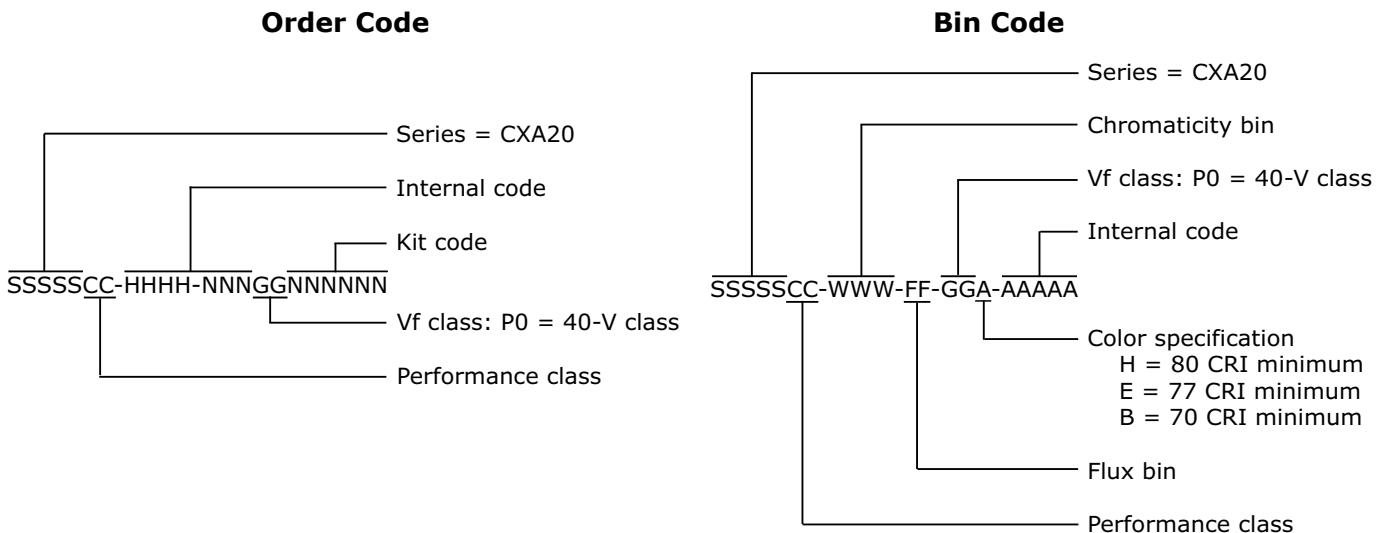 Order Code
Series = CXA20
Internal code
Kit code
SSSSSCC-HHHH-NNNGGNNNNNN
Vf class: P0 = 40-V class
Performance class
Bin Code
Series = CXA20
Chromaticity bin
Vf class: P0 = 40-V class
Internal code
SSSSSCC-WWW-FF-GGA-AAAAA
Color specification
H = 80 CRI minimum
E = 77 CRI minimum
B = 70 CRI minimum
Flux bin
Performance class